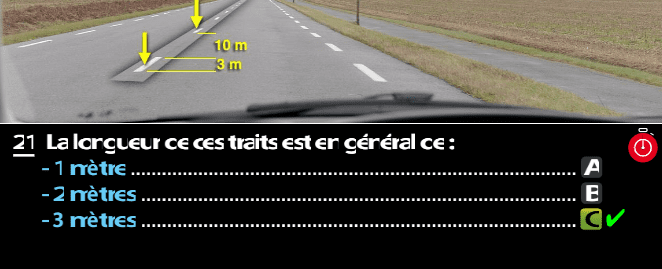 10 m
3 m
21 La longueur de ces traits est en général de :
- 1 mètre ........ A
- 2 mètres ........ B
- 3 mètres ........ C ✔